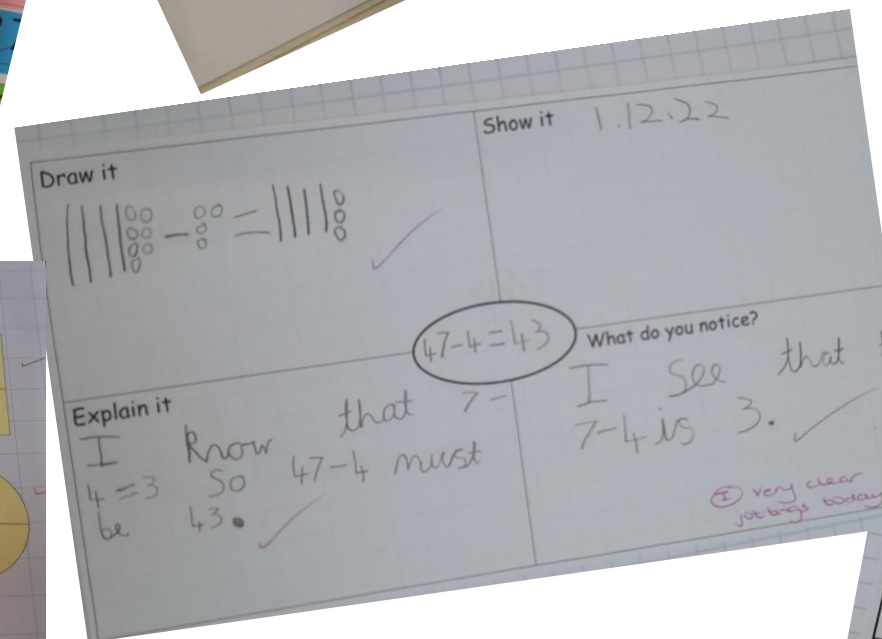 Draw it
Show it 1.12.22
47-4=43
Explain it
I know that 7-
4=3 So 47-4 must
be 43.
What do you notice?
I See that
7-4 is 3.
I very clear
jottings today